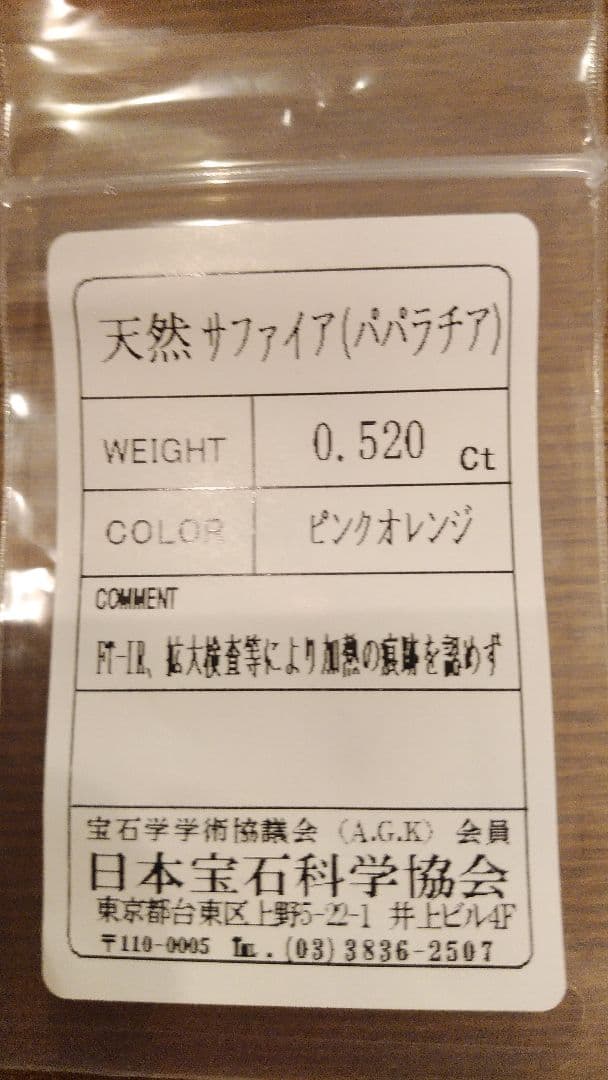 天然 サファイア(パパラチア)
WEIGHT 0.520 Ct
COLOR ピンクオレンジ
COMMENT
FT-IR、拡大検査等により加熱の痕跡を認めず
宝石学学術協議会 (A.G.K) 会員
日本宝石科学協会
東京都台東区上野5-22-1 井上ビル4F
〒110-0005 ℡.(03)3836-2507